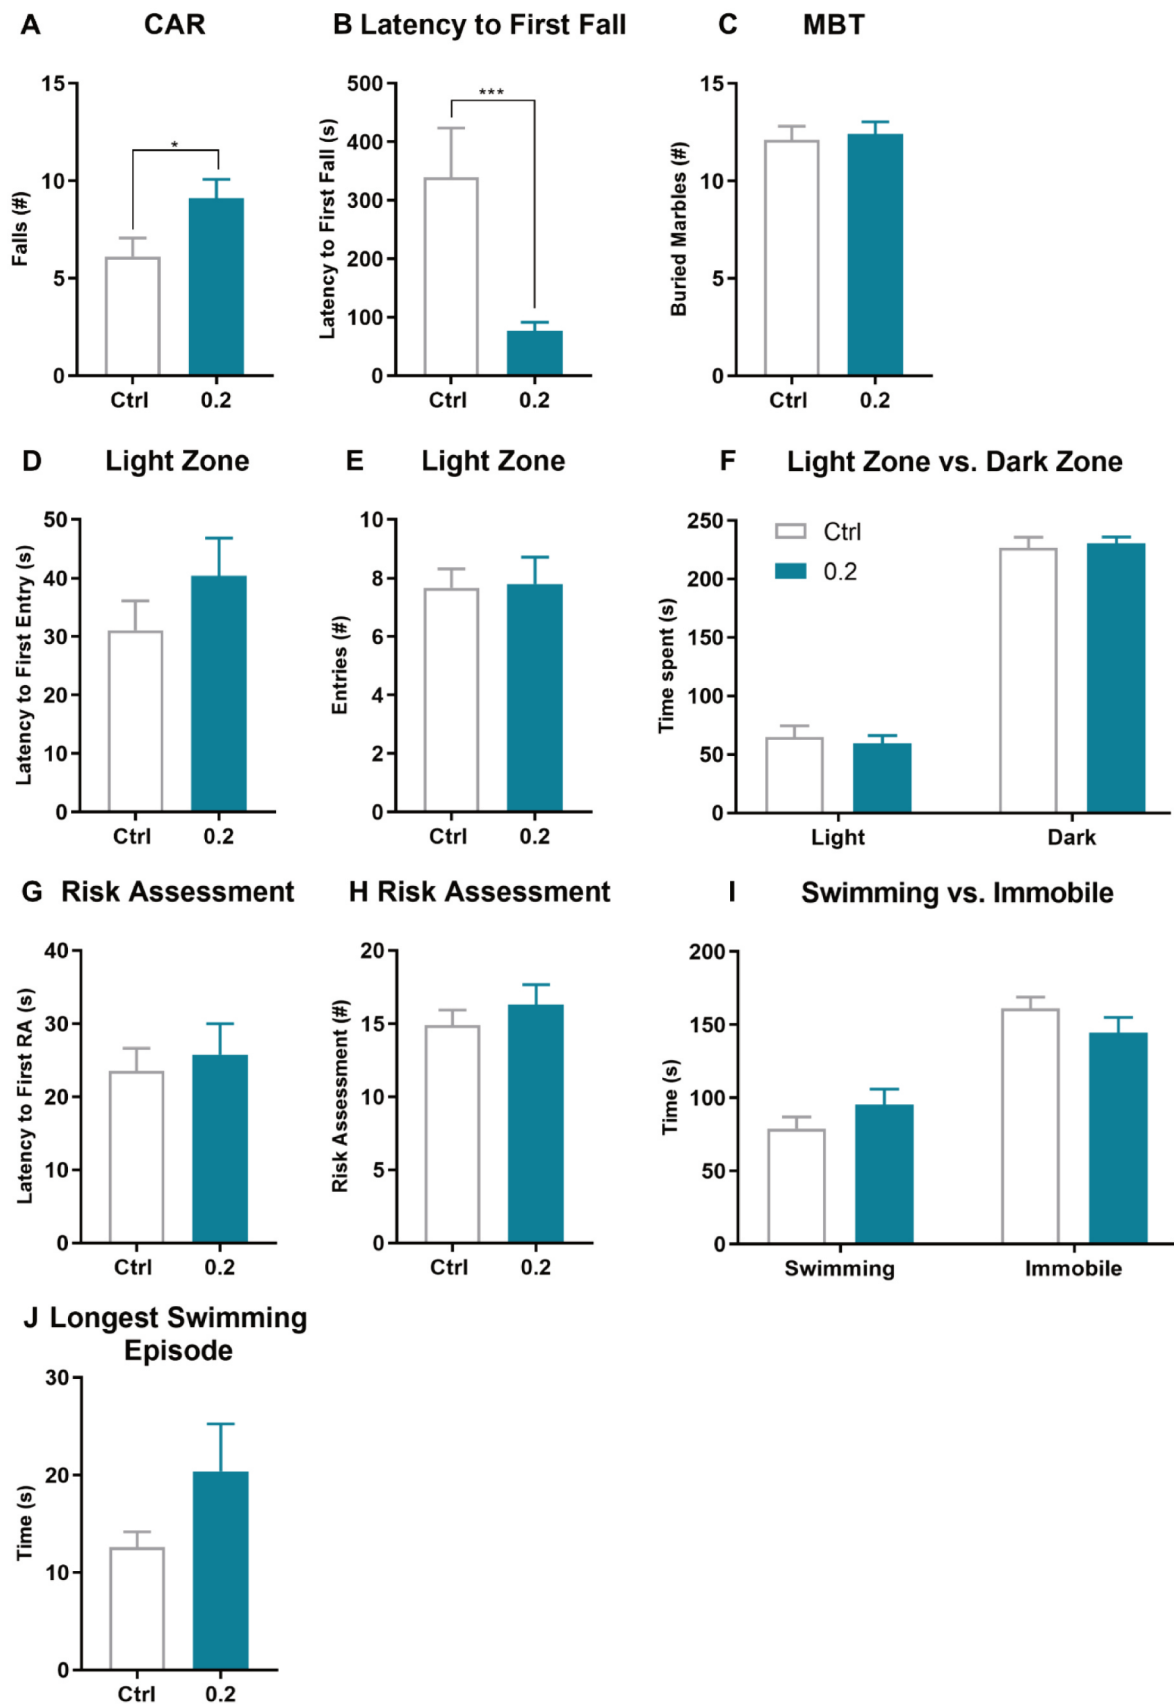 A CAR
Falls (#)
15
10
5
0
*
Ctrl 0.2
B Latency to First Fall
Latency to First Fall (s)
500
400
300
200
100
0
***
Ctrl 0.2
C MBT
Buried Marbles (#)
15
10
5
0
Ctrl 0.2
D Light Zone
Latency to First Entry (s)
50
40
30
20
10
0
Ctrl 0.2
E Light Zone
Entries (#)
10
8
6
4
2
0
Ctrl 0.2
F Light Zone vs. Dark Zone
Time spent (s)
250
200
150
100
50
0
Ctrl
0.2
Light Dark
G Risk Assessment
Latency to First RA (s)
40
30
20
10
0
Ctrl 0.2
H Risk Assessment
Risk Assessment (#)
20
15
10
5
0
Ctrl 0.2
I Swimming vs. Immobile
Time (s)
200
150
100
50
0
Swimming Immobile
J Longest Swimming
Episode
Time (s)
30
20
10
0
Ctrl 0.2